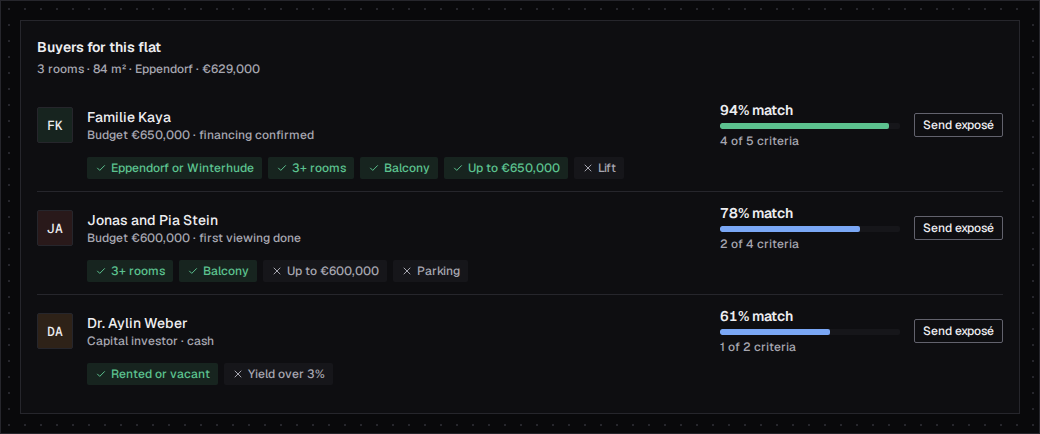 Buyers for this flat
3 rooms · 84 m² · Eppendorf · €629,000
FK
Familie Kaya
Budget €650,000 · financing confirmed
94% match
4 of 5 criteria
Send exposé
✓ Eppendorf or Winterhude ✓ 3+ rooms ✓ Balcony ✓ Up to €650,000 × Lift
JA
Jonas and Pia Stein
Budget €600,000 · first viewing done
78% match
2 of 4 criteria
Send exposé
✓ 3+ rooms ✓ Balcony × Up to €600,000 × Parking
DA
Dr. Aylin Weber
Capital investor · cash
61% match
1 of 2 criteria
Send exposé
✓ Rented or vacant × Yield over 3%